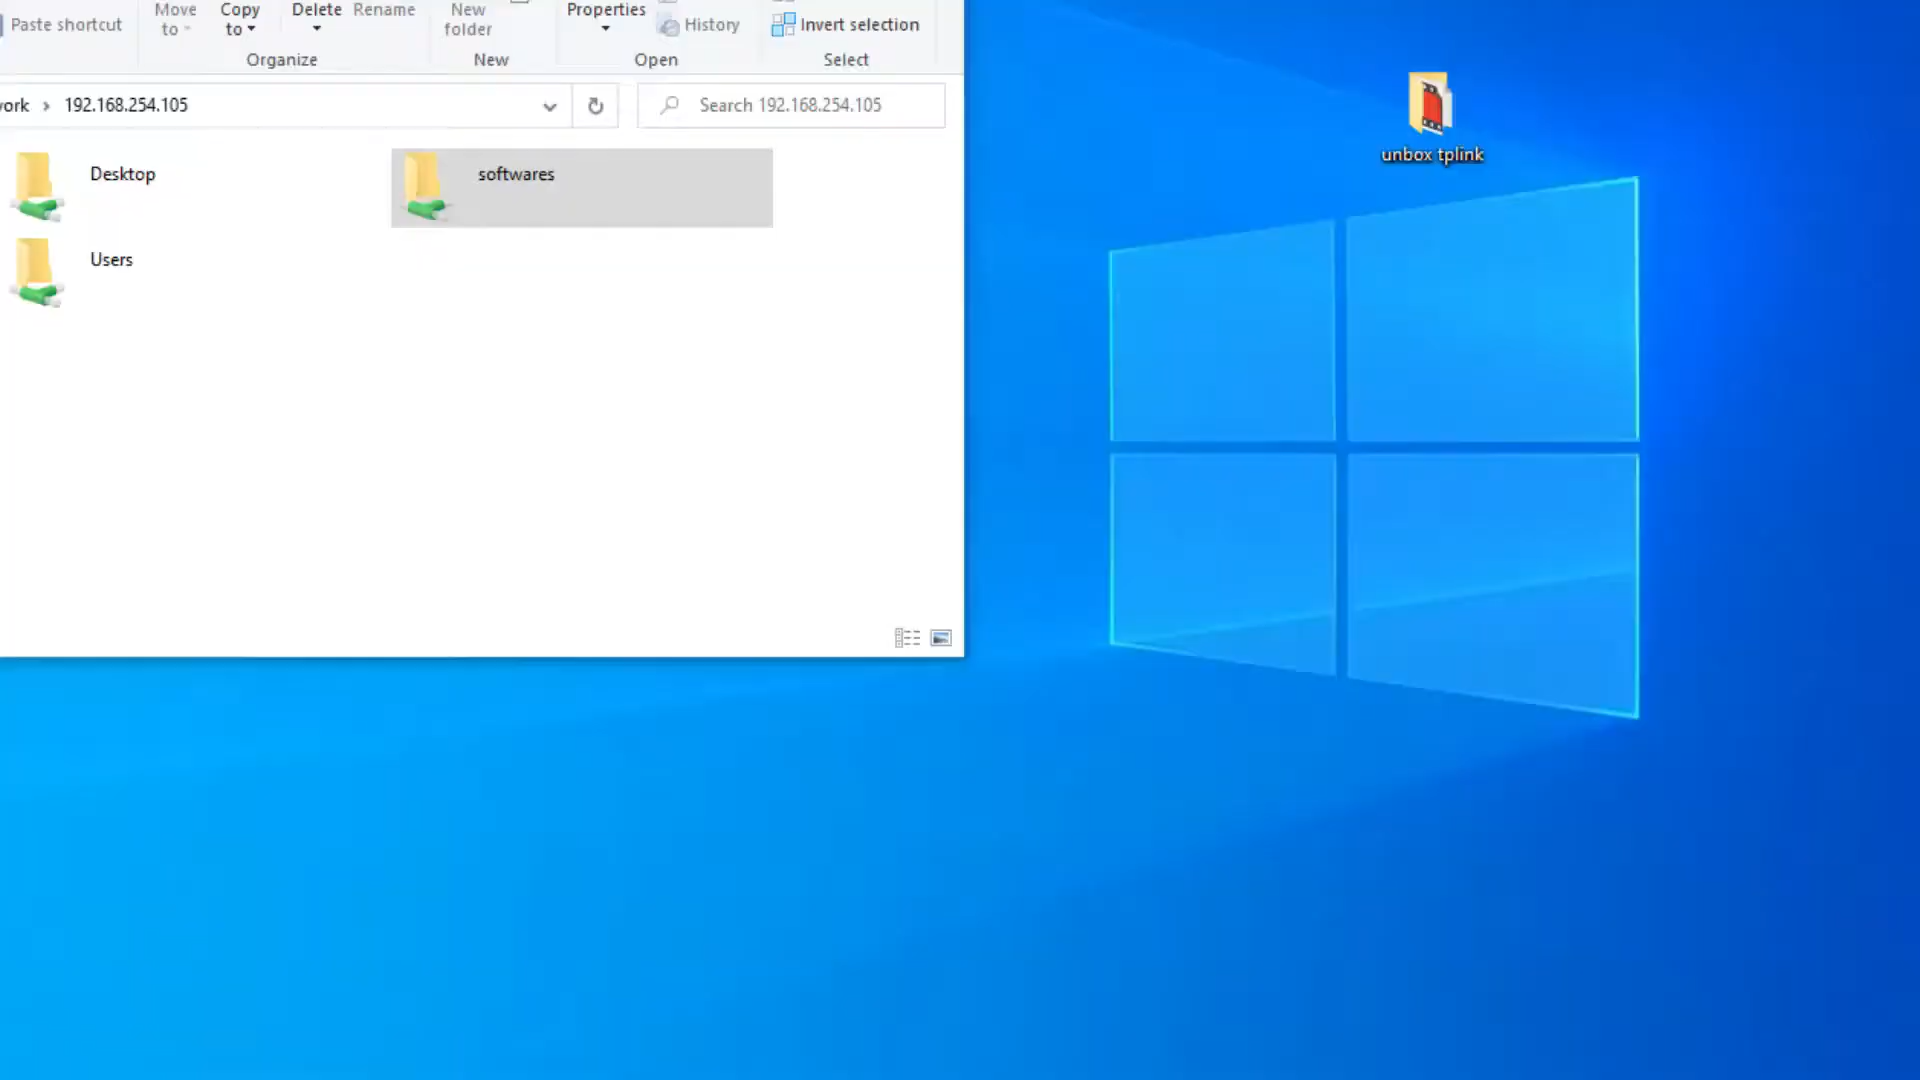 Paste shortcut
Move to
Copy to
Delete
Rename
New folder
Properties
History
Invert selection
Organize
New
Open
Select
ork › 192.168.254.105
Search 192.168.254.105
Desktop
softwares
Users
unbox tplink